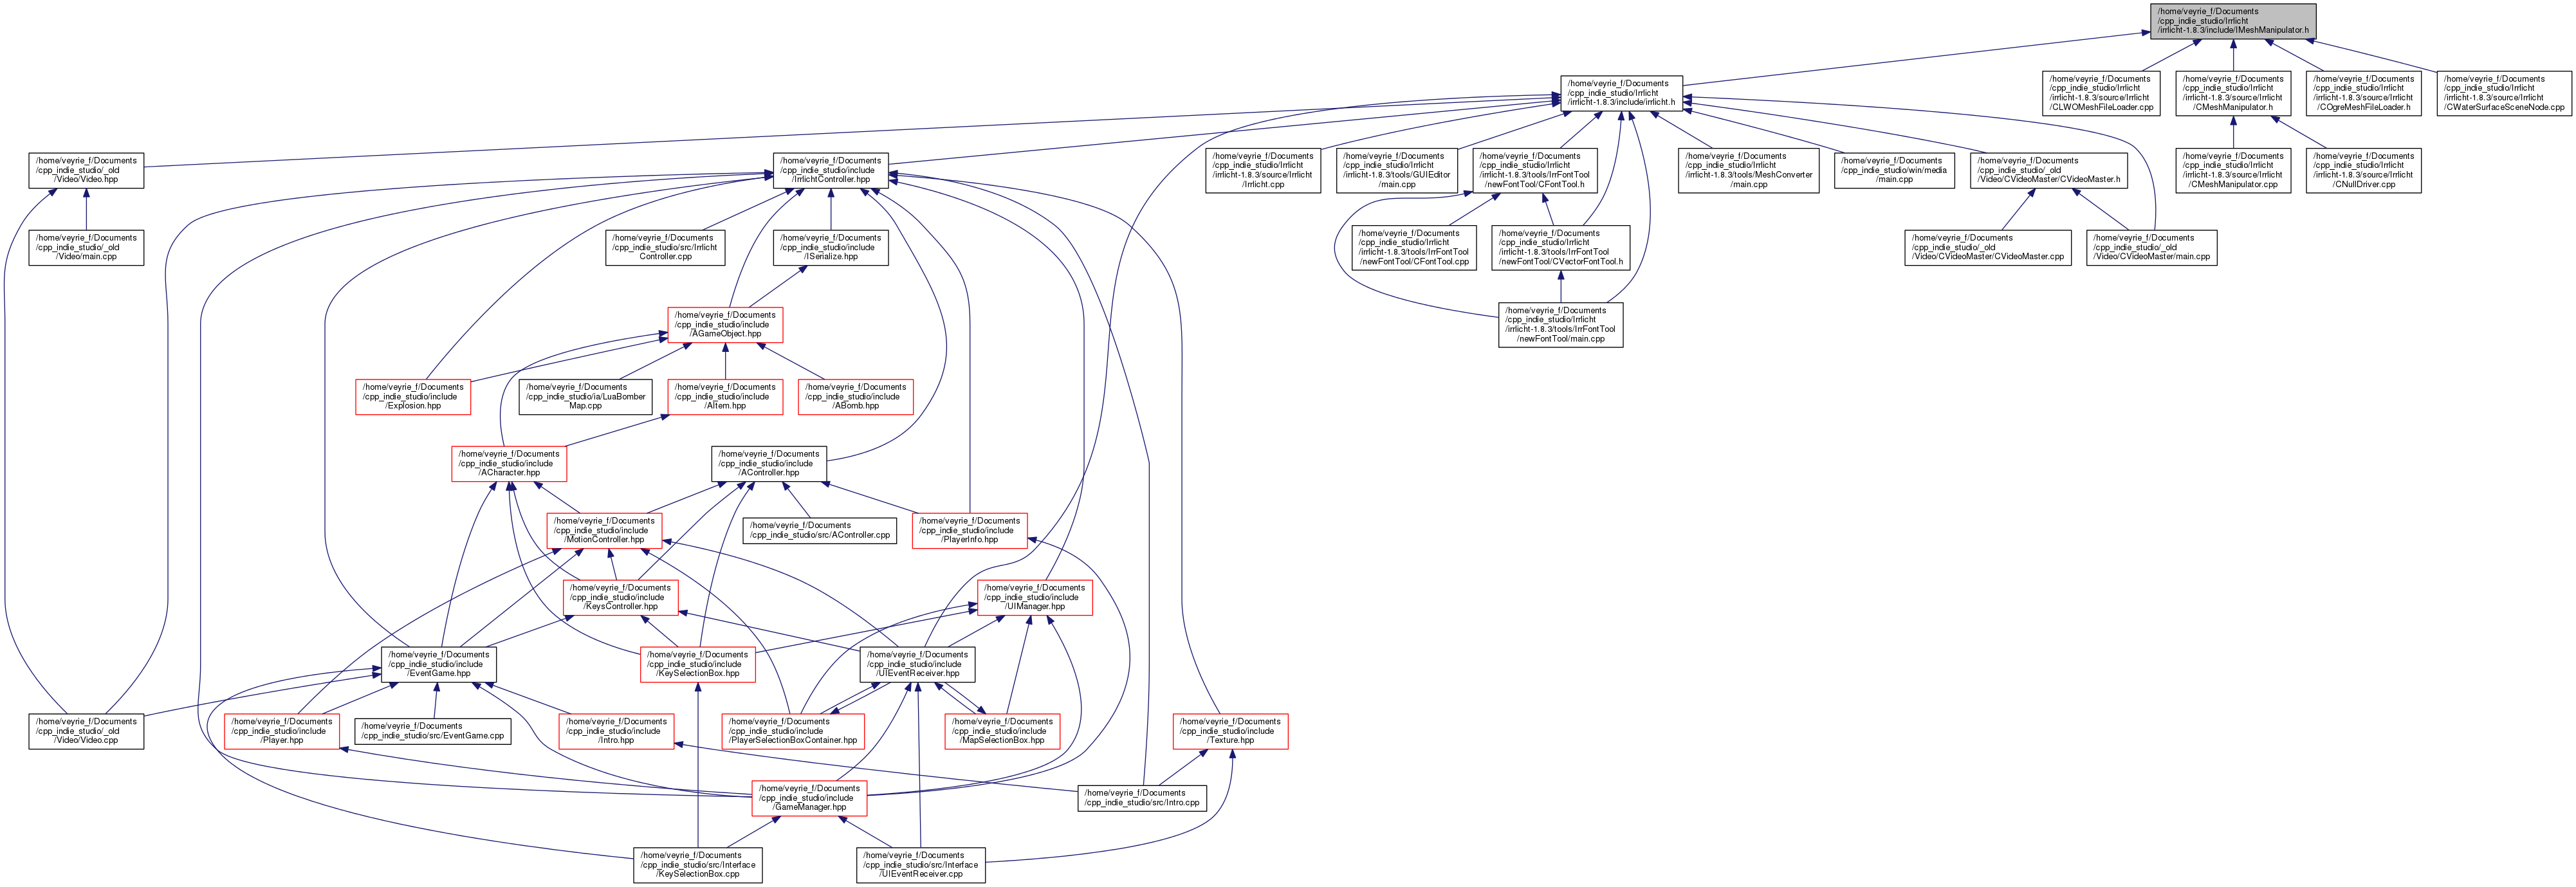 /home/veyrie_f/Documents
/cpp_indie_studio/Irrlicht
/irrlicht-1.8.3/include/IMeshManipulator.h
/home/veyrie_f/Documents
/cpp_indie_studio/Irrlicht
/irrlicht-1.8.3/include/irrlicht.h
/home/veyrie_f/Documents
/cpp_indie_studio/Irrlicht
/irrlicht-1.8.3/source/Irrlicht
/CLWOMeshFileLoader.cpp
/home/veyrie_f/Documents
/cpp_indie_studio/Irrlicht
/irrlicht-1.8.3/source/Irrlicht
/CMeshManipulator.h
/home/veyrie_f/Documents
/cpp_indie_studio/Irrlicht
/irrlicht-1.8.3/source/Irrlicht
/COgreMeshFileLoader.h
/home/veyrie_f/Documents
/cpp_indie_studio/Irrlicht
/irrlicht-1.8.3/source/Irrlicht
/CWaterSurfaceSceneNode.cpp
/home/veyrie_f/Documents
/cpp_indie_studio/_old
/Video/Video.hpp
/home/veyrie_f/Documents
/cpp_indie_studio/include
/IrrlichtController.hpp
/home/veyrie_f/Documents
/cpp_indie_studio/Irrlicht
/irrlicht-1.8.3/source/Irrlicht
/Irrlicht.cpp
/home/veyrie_f/Documents
/cpp_indie_studio/Irrlicht
/irrlicht-1.8.3/tools/GUIEditor
/main.cpp
/home/veyrie_f/Documents
/cpp_indie_studio/Irrlicht
/irrlicht-1.8.3/tools/IrrFontTool
/newFontTool/CFontTool.h
/home/veyrie_f/Documents
/cpp_indie_studio/Irrlicht
/irrlicht-1.8.3/tools/MeshConverter
/main.cpp
/home/veyrie_f/Documents
/cpp_indie_studio/win/media
/main.cpp
/home/veyrie_f/Documents
/cpp_indie_studio/_old
/Video/CVideoMaster/CVideoMaster.h
/home/veyrie_f/Documents
/cpp_indie_studio/Irrlicht
/irrlicht-1.8.3/source/Irrlicht
/CMeshManipulator.cpp
/home/veyrie_f/Documents
/cpp_indie_studio/Irrlicht
/irrlicht-1.8.3/source/Irrlicht
/CNullDriver.cpp
/home/veyrie_f/Documents
/cpp_indie_studio/_old
/Video/main.cpp
/home/veyrie_f/Documents
/cpp_indie_studio/src/Irrlicht
Controller.cpp
/home/veyrie_f/Documents
/cpp_indie_studio/include
/ISerialize.hpp
/home/veyrie_f/Documents
/cpp_indie_studio/Irrlicht
/irrlicht-1.8.3/tools/IrrFontTool
/newFontTool/CFontTool.cpp
/home/veyrie_f/Documents
/cpp_indie_studio/Irrlicht
/irrlicht-1.8.3/tools/IrrFontTool
/newFontTool/CVectorFontTool.h
/home/veyrie_f/Documents
/cpp_indie_studio/_old
/Video/CVideoMaster/CVideoMaster.cpp
/home/veyrie_f/Documents
/cpp_indie_studio/_old
/Video/CVideoMaster/main.cpp
/home/veyrie_f/Documents
/cpp_indie_studio/include
/AGameObject.hpp
/home/veyrie_f/Documents
/cpp_indie_studio/Irrlicht
/irrlicht-1.8.3/tools/IrrFontTool
/newFontTool/main.cpp
/home/veyrie_f/Documents
/cpp_indie_studio/include
/Explosion.hpp
/home/veyrie_f/Documents
/cpp_indie_studio/ia/LuaBomber
Map.cpp
/home/veyrie_f/Documents
/cpp_indie_studio/include
/AItem.hpp
/home/veyrie_f/Documents
/cpp_indie_studio/include
/ABomb.hpp
/home/veyrie_f/Documents
/cpp_indie_studio/include
/ACharacter.hpp
/home/veyrie_f/Documents
/cpp_indie_studio/include
/AController.hpp
/home/veyrie_f/Documents
/cpp_indie_studio/include
/MotionController.hpp
/home/veyrie_f/Documents
/cpp_indie_studio/src/AController.cpp
/home/veyrie_f/Documents
/cpp_indie_studio/include
/PlayerInfo.hpp
/home/veyrie_f/Documents
/cpp_indie_studio/include
/KeysController.hpp
/home/veyrie_f/Documents
/cpp_indie_studio/include
/UIManager.hpp
/home/veyrie_f/Documents
/cpp_indie_studio/include
/EventGame.hpp
/home/veyrie_f/Documents
/cpp_indie_studio/include
/KeySelectionBox.hpp
/home/veyrie_f/Documents
/cpp_indie_studio/include
/UIEventReceiver.hpp
/home/veyrie_f/Documents
/cpp_indie_studio/_old
/Video/Video.cpp
/home/veyrie_f/Documents
/cpp_indie_studio/include
/Player.hpp
/home/veyrie_f/Documents
/cpp_indie_studio/src/EventGame.cpp
/home/veyrie_f/Documents
/cpp_indie_studio/include
/Intro.hpp
/home/veyrie_f/Documents
/cpp_indie_studio/include
/PlayerSelectionBoxContainer.hpp
/home/veyrie_f/Documents
/cpp_indie_studio/include
/MapSelectionBox.hpp
/home/veyrie_f/Documents
/cpp_indie_studio/include
/Texture.hpp
/home/veyrie_f/Documents
/cpp_indie_studio/include
/GameManager.hpp
/home/veyrie_f/Documents
/cpp_indie_studio/src/Intro.cpp
/home/veyrie_f/Documents
/cpp_indie_studio/src/Interface
/KeySelectionBox.cpp
/home/veyrie_f/Documents
/cpp_indie_studio/src/Interface
/UIEventReceiver.cpp